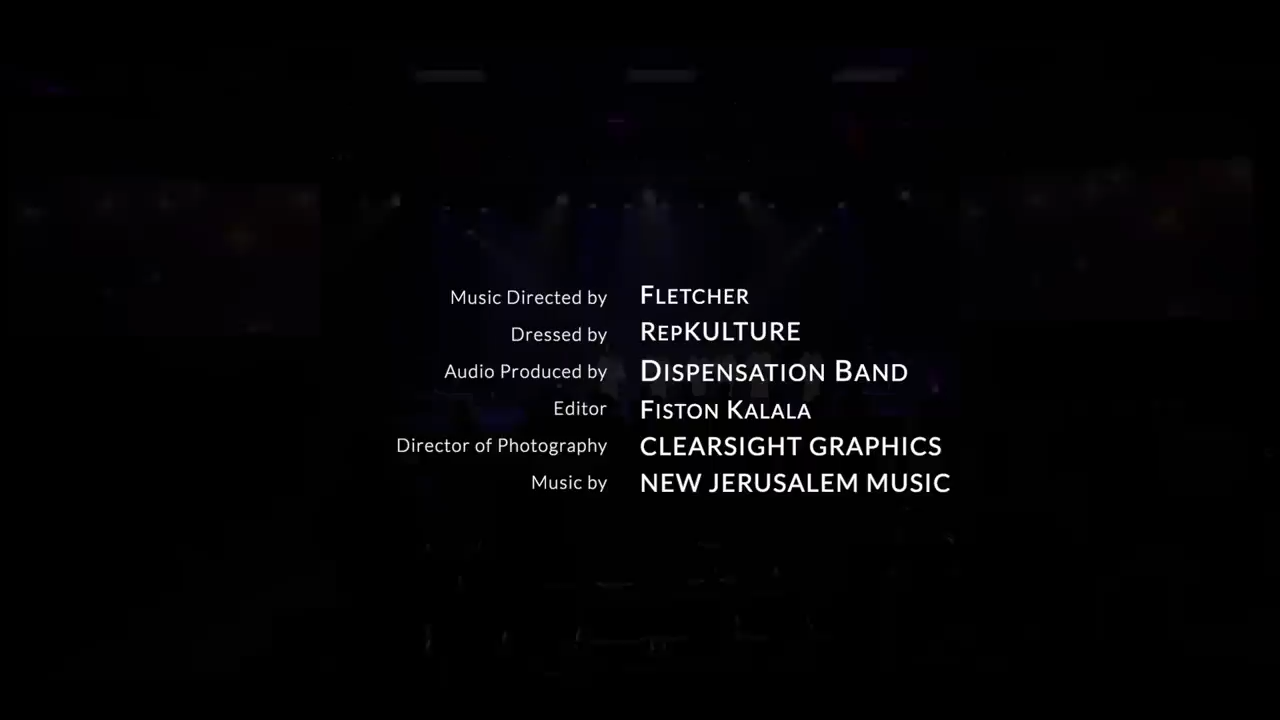 Music Directed by Fletcher
Dressed by RepKULTURE
Audio Produced by Dispensation Band
Editor Fiston Kalala
Director of Photography CLEARSIGHT GRAPHICS
Music by NEW JERUSALEM MUSIC